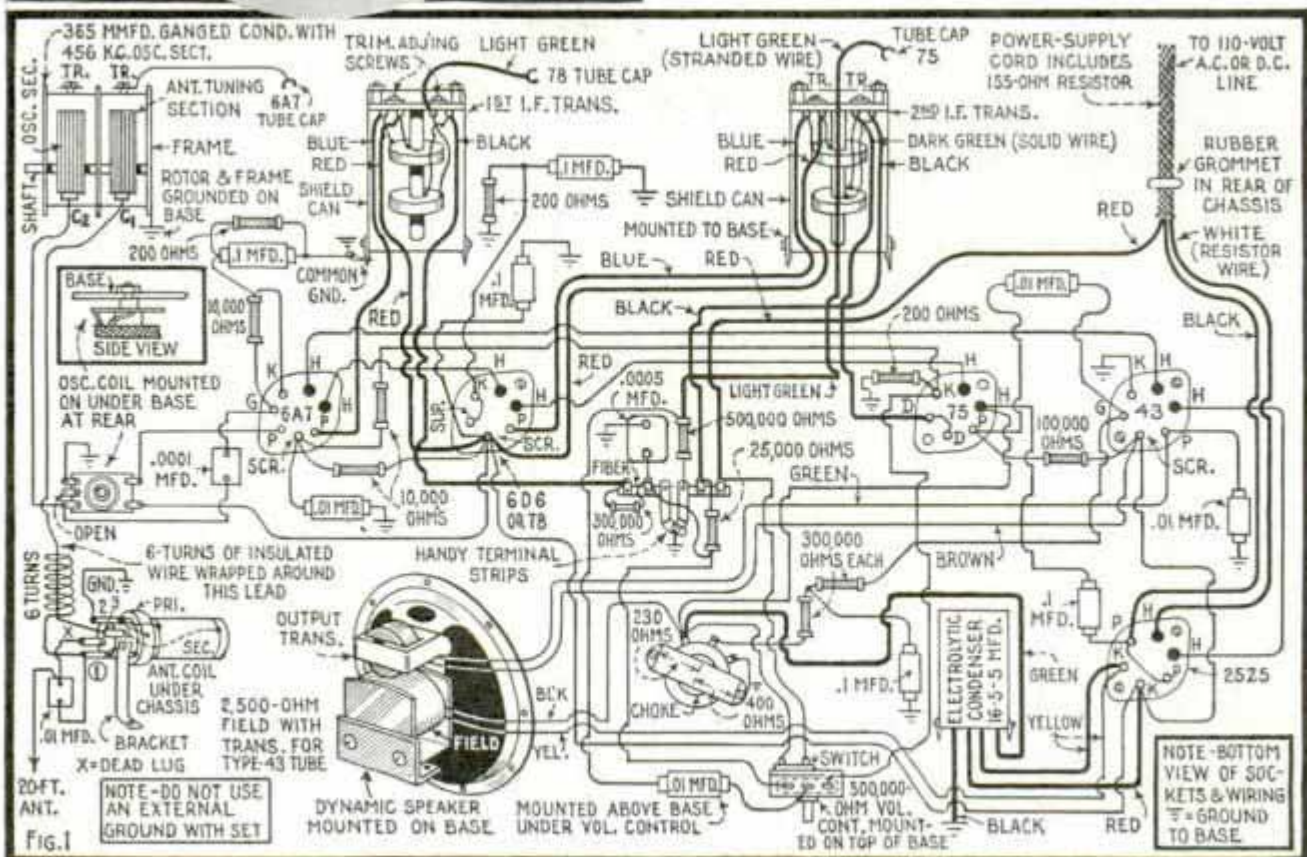 365 MMFD. GANGED COND. WITH
456 K.C. OSC. SECT.
TR. TR.
OSC. SEC.
SHAFT
ANT. TUNING
SECTION
6A7
TUBE CAP
FRAME
ROTOR & FRAME
GROUNDED ON
BASE
C2 C1
200 OHMS
.1 MFD.
COMMON
GND.
TRIM. ADJ'ING
SCREWS
LIGHT GREEN
78 TUBE CAP
1ST I.F. TRANS.
BLUE
RED
BLACK
SHIELD
CAN
.1 MFD.
200 OHMS
.1
MFD.
RED
LIGHT GREEN
(STRANDED WIRE)
TUBE CAP
75
TR. TR.
2ND I.F. TRANS.
BLUE
RED
DARK GREEN (SOLID WIRE)
BLACK
SHIELD CAN
MOUNTED TO BASE
POWER-SUPPLY
CORD INCLUDES
155-OHM RESISTOR
TO 110-VOLT
A.C. OR D.C.
LINE
RUBBER
GROMMET
IN REAR OF
CHASSIS
RED
WHITE
(RESISTOR
WIRE)
BLACK
BLUE
RED
BLACK
200 OHMS
.01 MFD.
BASE
SIDE VIEW
10,000
OHMS
OSC. COIL MOUNTED
ON UNDER BASE
AT REAR
K H
G 6A7 H
P P
SCR.
.0001
MFD.
OPEN
10,000
OHMS
.01 MFD.
K H
H
SUP. P
SCR.
6D6
OR 78
RED
.0005
MFD.
LIGHT GREEN
500,000 OHMS
25,000 OHMS
FIBER
300,000
OHMS
HANDY TERMINAL
STRIPS
H
K H
D 75 P
D
100,000
OHMS
GREEN
K H
G 43 H
P
SCR.
.01 MFD.
300,000
OHMS EACH
BROWN
6 TURNS
6-TURNS OF INSULATED
WIRE WRAPPED AROUND
THIS LEAD
GND.
2 3
PRI.
X
1
SEC.
ANT. COIL
UNDER
CHASSIS
.01 MFD.
BRACKET
X=DEAD LUG
20 FT.
ANT.
NOTE-DO NOT USE
AN EXTERNAL
GROUND WITH SET
FIG. 1
OUTPUT
TRANS.
2,500-OHM
FIELD WITH
TRANS. FOR
TYPE-43 TUBE
FIELD
BLK
YEL.
DYNAMIC SPEAKER
MOUNTED ON BASE
230
OHMS
CHOKE
400
OHMS
.1 MFD.
.01 MFD.
MOUNTED ABOVE BASE
UNDER VOL. CONTROL
SWITCH
500,000-
OHM VOL.
CONT. MOUNT-
ED ON TOP OF BASE
ELECTROLYTIC
CONDENSER
16-5-5 MFD.
GREEN
YELLOW
BLACK
RED
.1
MFD.
P H
K H
P
K
25Z5
NOTE-BOTTOM
VIEW OF SOC-
KETS & WIRING
=GROUND
TO BASE